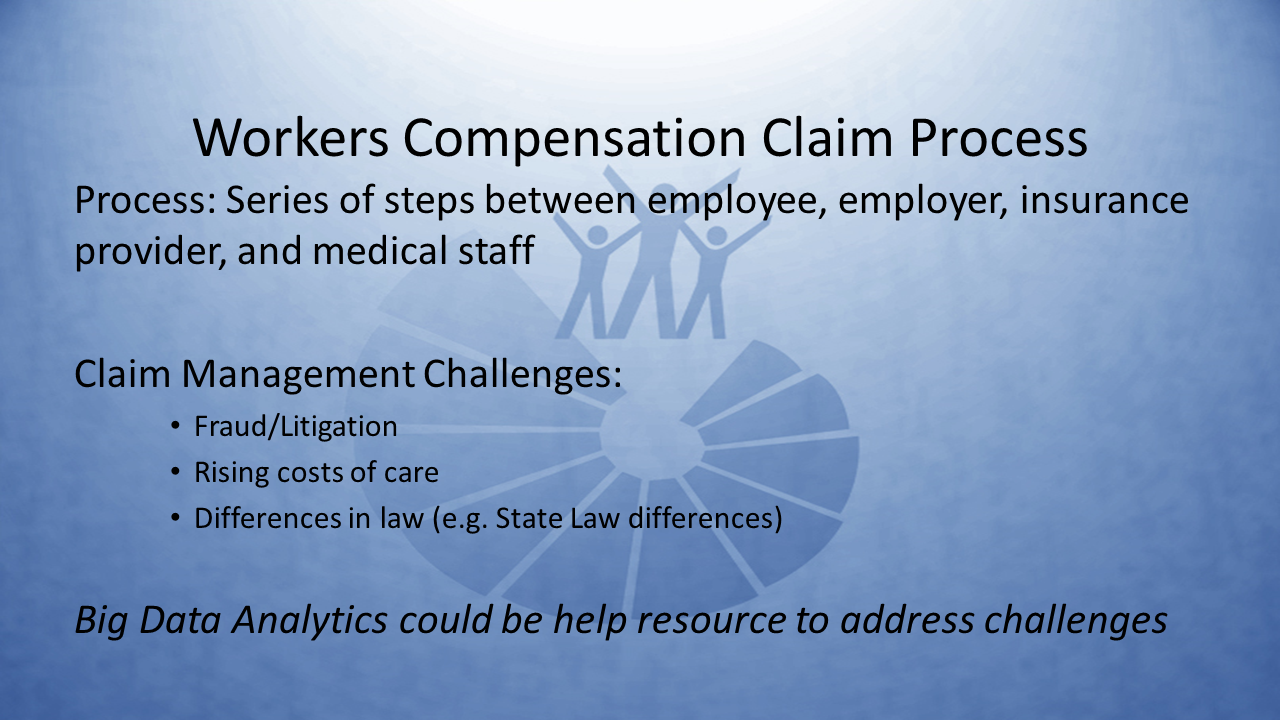 Workers Compensation Claim Process
Process: Series of steps between employee, employer, insurance
provider, and medical staff
Claim Management Challenges:
• Fraud/Litigation
• Rising costs of care
• Differences in law (e.g. State Law differences)
Big Data Analytics could be help resource to address challenges